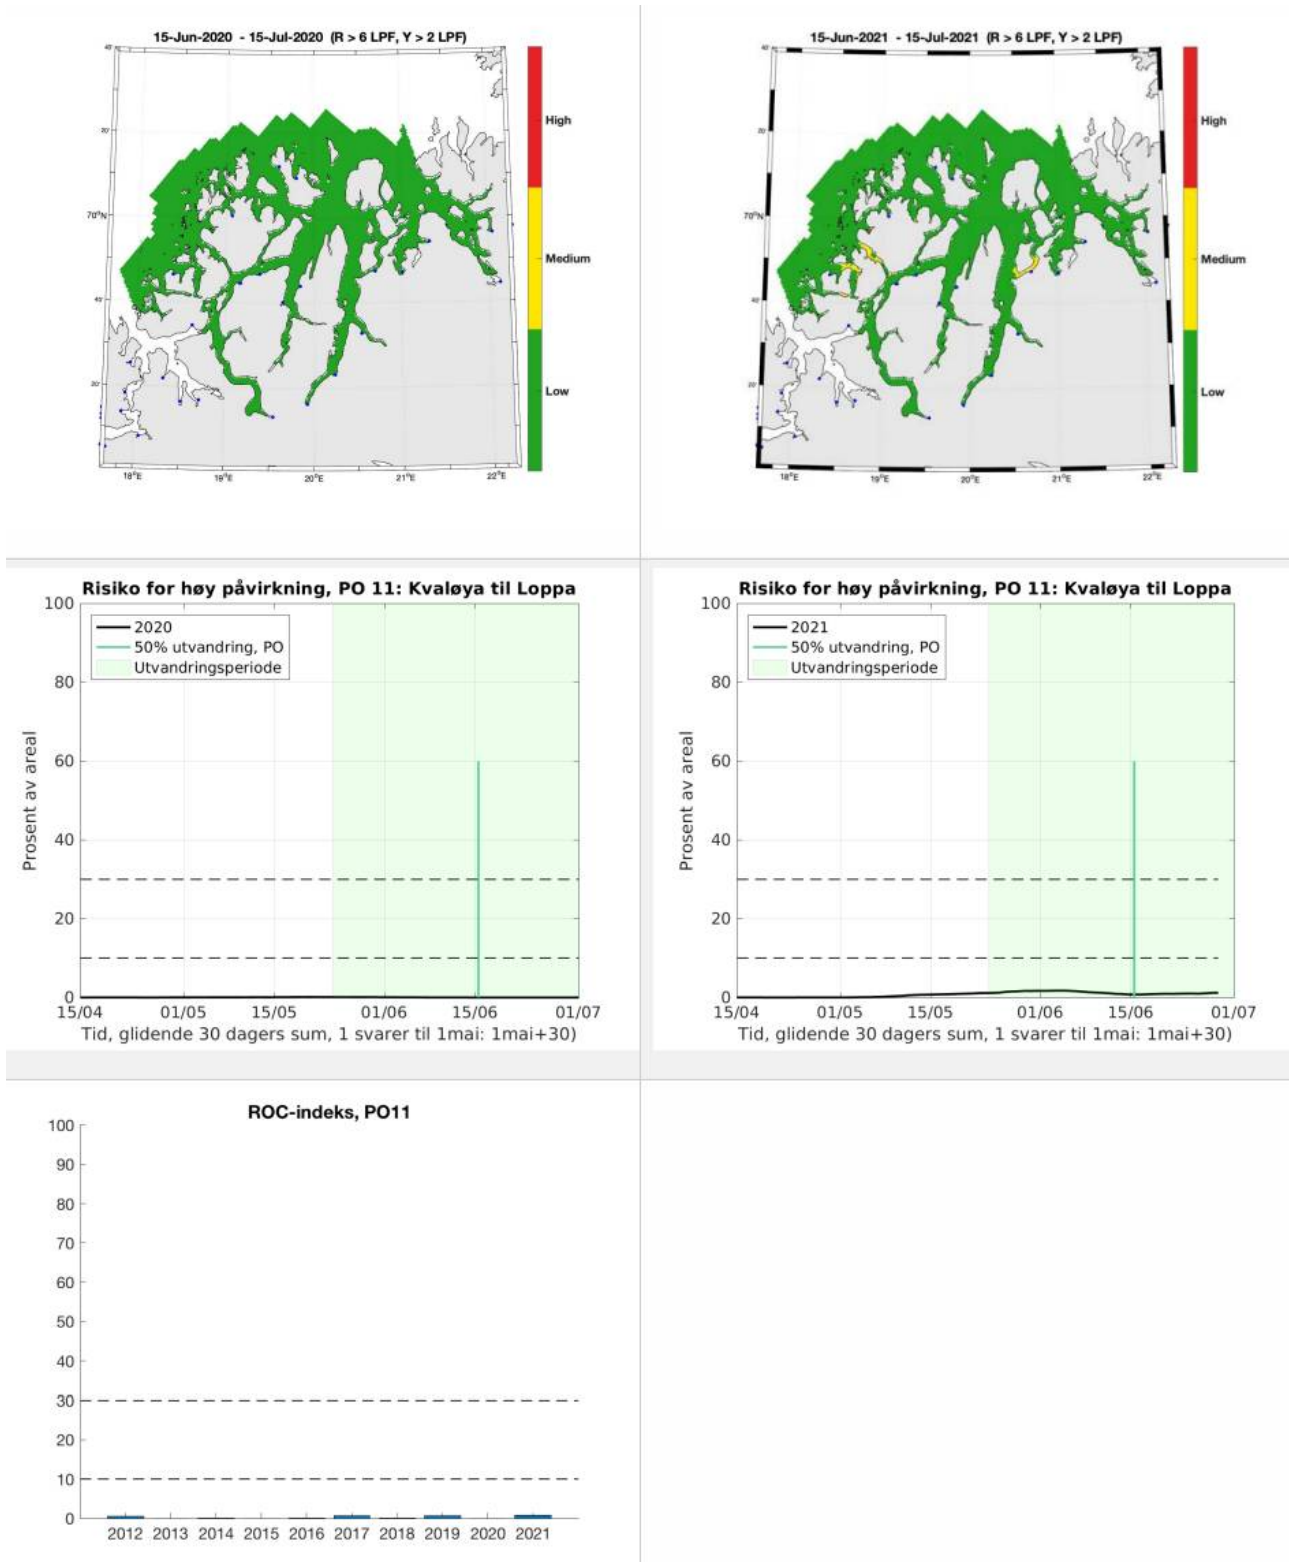 15-Jun-2020 - 15-Jul-2020 (R > 6 LPF, Y > 2 LPF)
40'
20'
70°N
40'
20'
18°E 19°E 20°E 21°E 22°E
High
Medium
Low
15-Jun-2021 - 15-Jul-2021 (R > 6 LPF, Y > 2 LPF)
40'
20'
70°N
40'
20'
18°E 19°E 20°E 21°E 22°E
High
Medium
Low
Risiko for høy påvirkning, PO 11: Kvaløya til Loppa
2020
50% utvandring, PO
Utvandringsperiode
Prosent av areal
100
80
60
40
20
0
15/04 01/05 15/05 01/06 15/06 01/07
Tid, glidende 30 dagers sum, 1 svarer til 1mai: 1mai+30)
Risiko for høy påvirkning, PO 11: Kvaløya til Loppa
2021
50% utvandring, PO
Utvandringsperiode
Prosent av areal
100
80
60
40
20
0
15/04 01/05 15/05 01/06 15/06 01/07
Tid, glidende 30 dagers sum, 1 svarer til 1mai: 1mai+30)
ROC-indeks, PO11
100
90
80
70
60
50
40
30
20
10
0
2012 2013 2014 2015 2016 2017 2018 2019 2020 2021